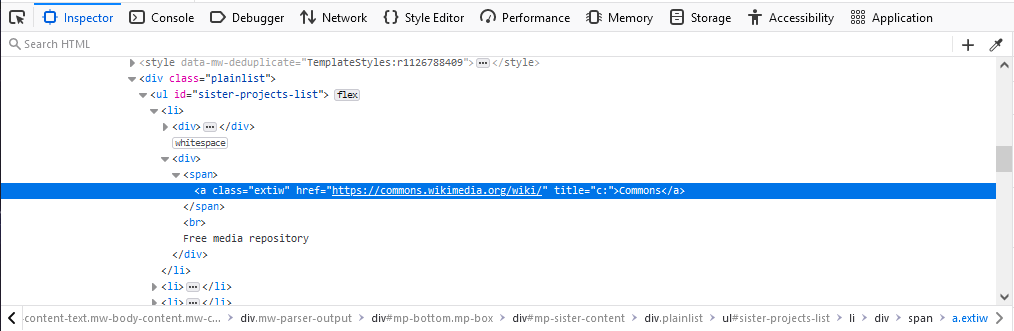 Inspector Console Debugger Network Style Editor Performance Memory Storage Accessibility Application
Search HTML
<style data-mw-deduplicate="TemplateStyles:r1126788409">⋯</style>
<div class="plainlist">
<ul id="sister-projects-list"> flex
<li>
<div>⋯</div>
whitespace
<div>
<span>
<a class="extiw" href="https://commons.wikimedia.org/wiki/" title="c:">Commons</a>
</span>
<br>
Free media repository
</div>
</li>
<li>⋯</li>
<li>⋯</li>
-content-text.mw-body-content.mw-c... div.mw-parser-output div#mp-bottom.mp-box div#mp-sister-content div.plainlist ul#sister-projects-list li div span a.extiw